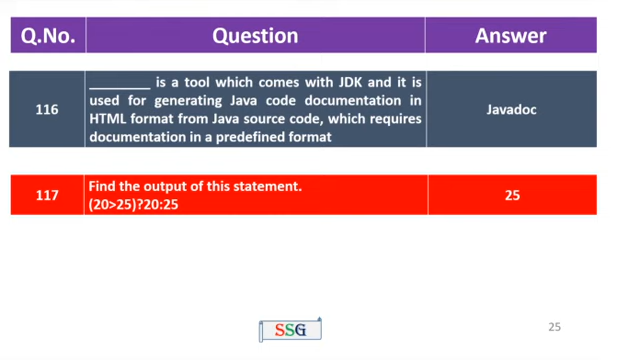 Q.No. Question Answer
________ is a tool which comes with JDK and it is
used for generating Java code documentation in
116 Javadoc
HTML format from Java source code, which requires
documentation in a predefined format
Find the output of this statement.
117 25
(20>25)?20:25
25
SSG